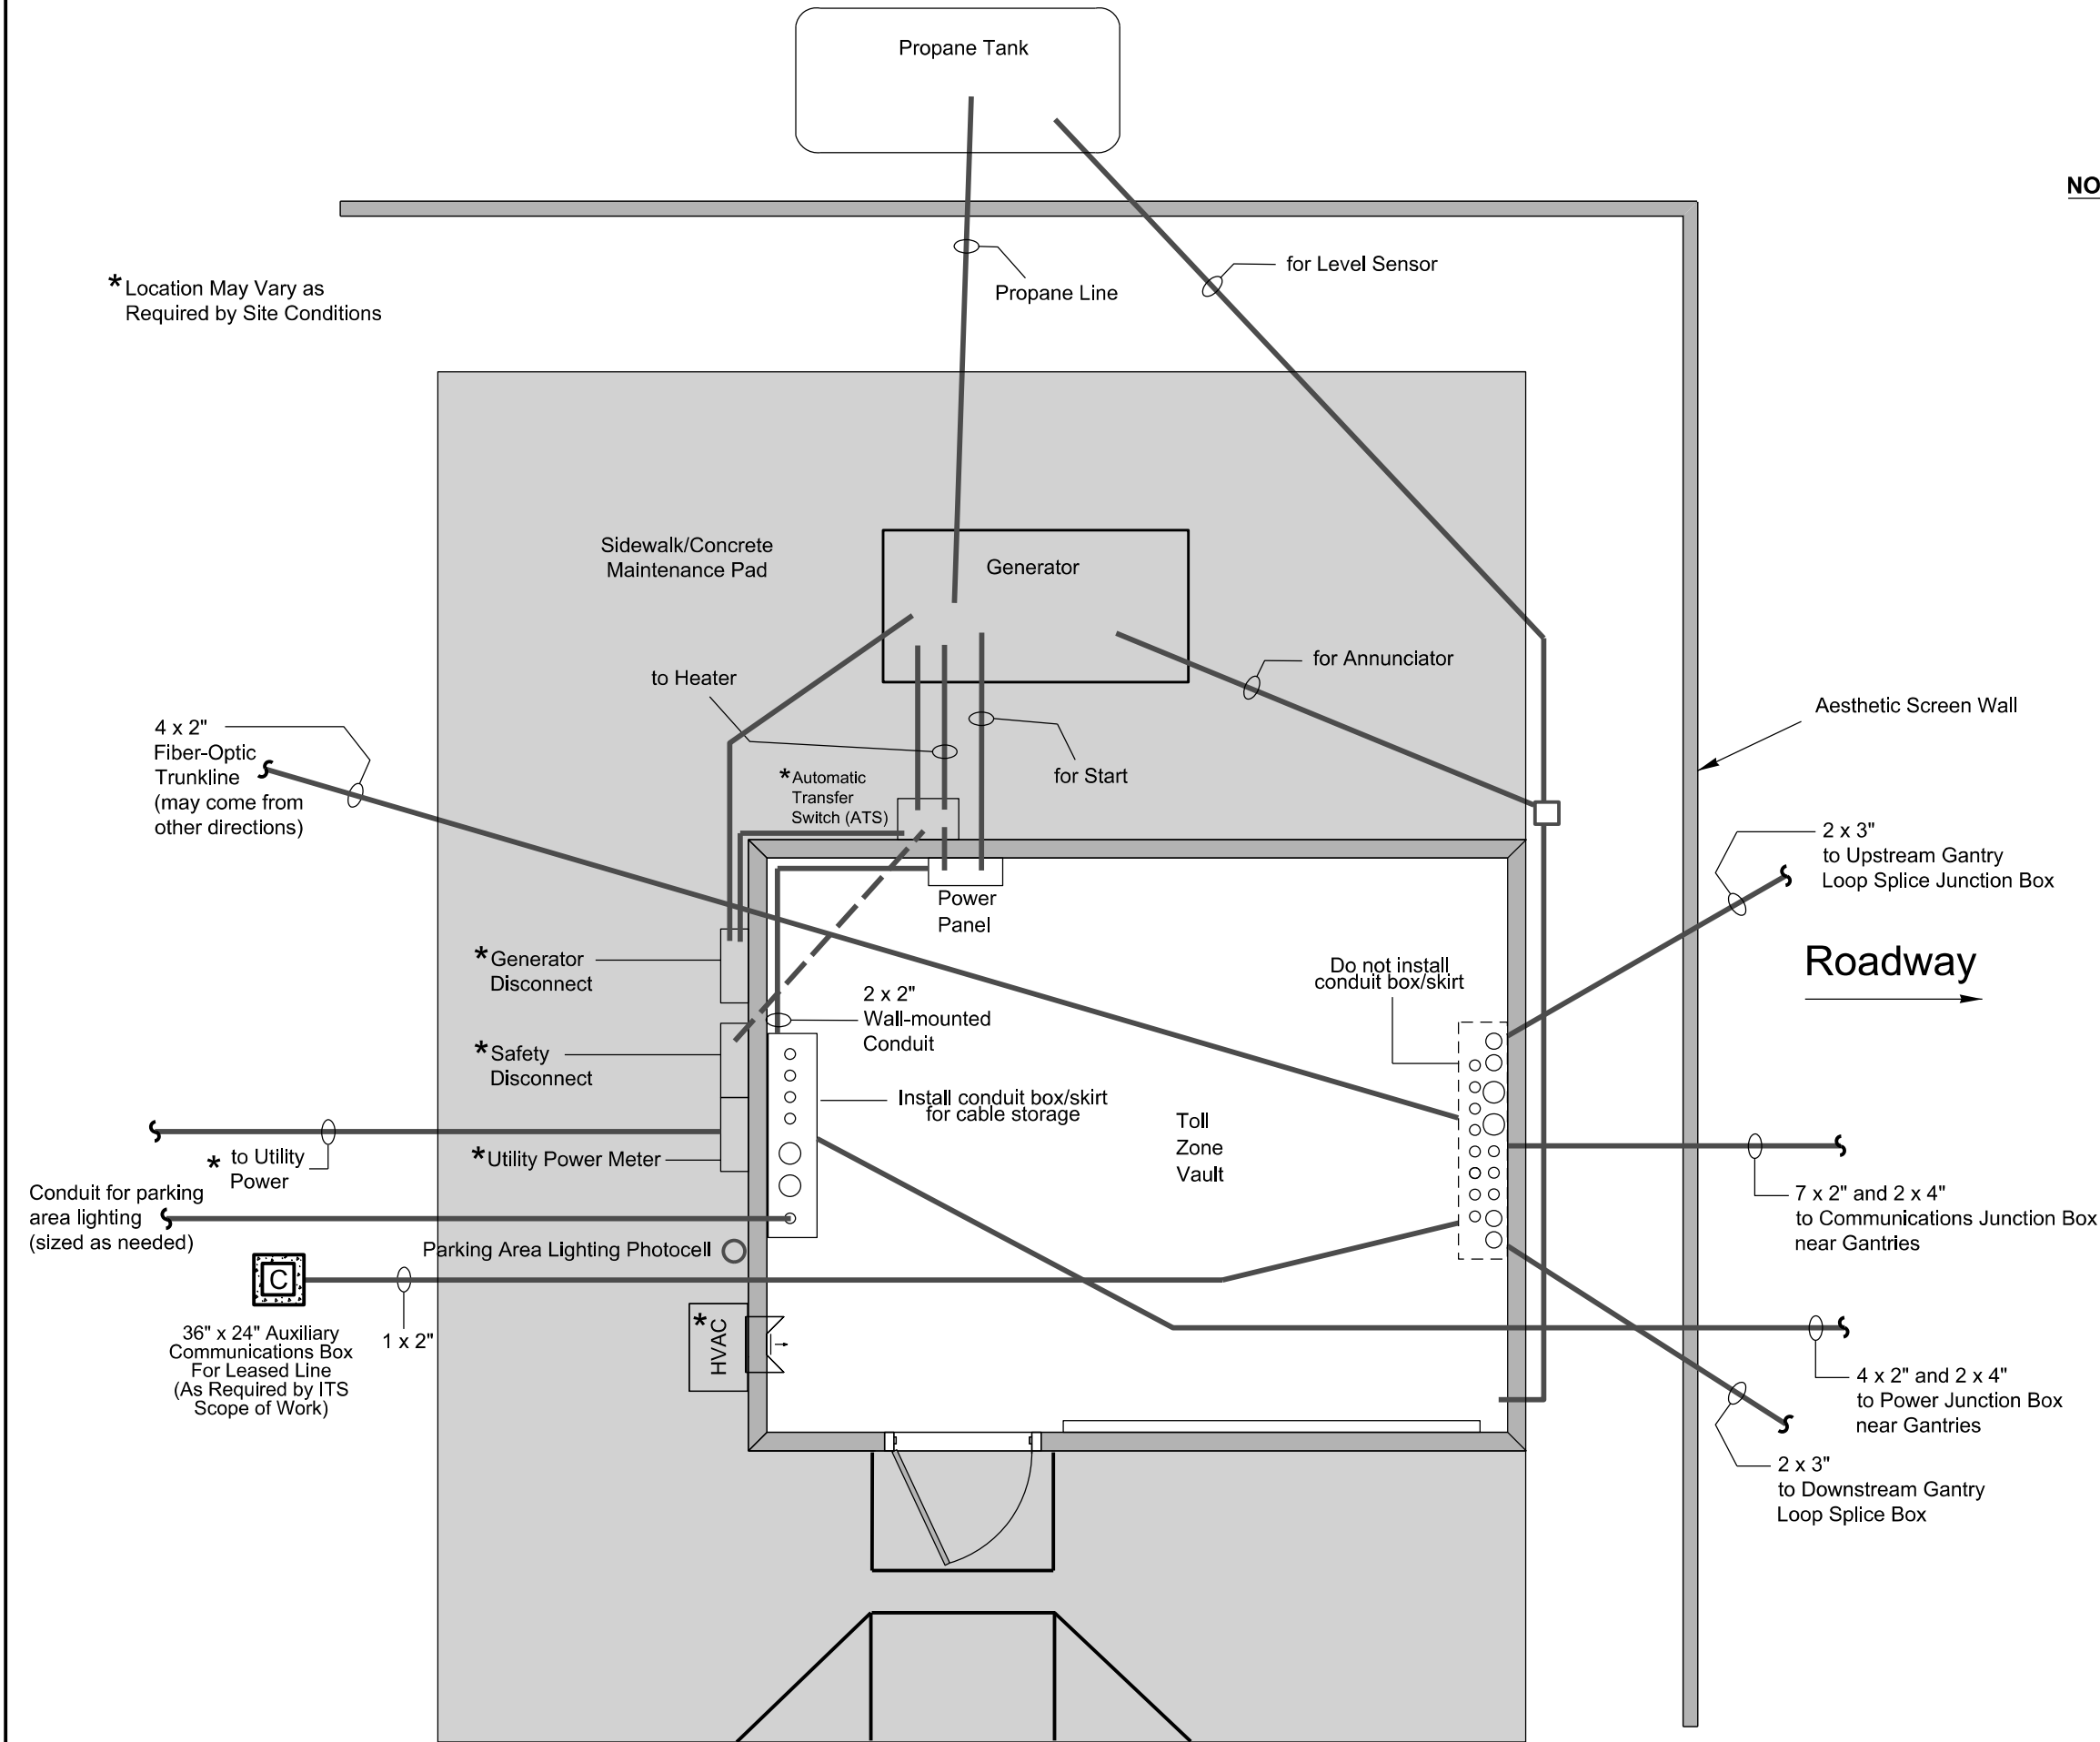 Propane Tank
NO
* Location May Vary as
Required by Site Conditions
for Level Sensor
Propane Line
Sidewalk/Concrete
Maintenance Pad
Generator
to Heater
for Annunciator
4 x 2"
Fiber-Optic
Trunkline
(may come from
other directions)
* Automatic
Transfer
Switch (ATS)
for Start
Aesthetic Screen Wall
2 x 3"
to Upstream Gantry
Loop Splice Junction Box
Power
Panel
* Generator
Disconnect
2 x 2"
Wall-mounted
Conduit
Do not install
conduit box/skirt
Roadway
* Safety
Disconnect
Install conduit box/skirt
for cable storage
Toll
Zone
Vault
* to Utility
Power
* Utility Power Meter
Conduit for parking
area lighting
(sized as needed)
7 x 2" and 2 x 4"
to Communications Junction Box
near Gantries
Parking Area Lighting Photocell
C
36" x 24" Auxiliary
Communications Box
For Leased Line
(As Required by ITS
Scope of Work)
1 x 2"
* HVAC
4 x 2" and 2 x 4"
to Power Junction Box
near Gantries
2 x 3"
to Downstream Gantry
Loop Splice Box